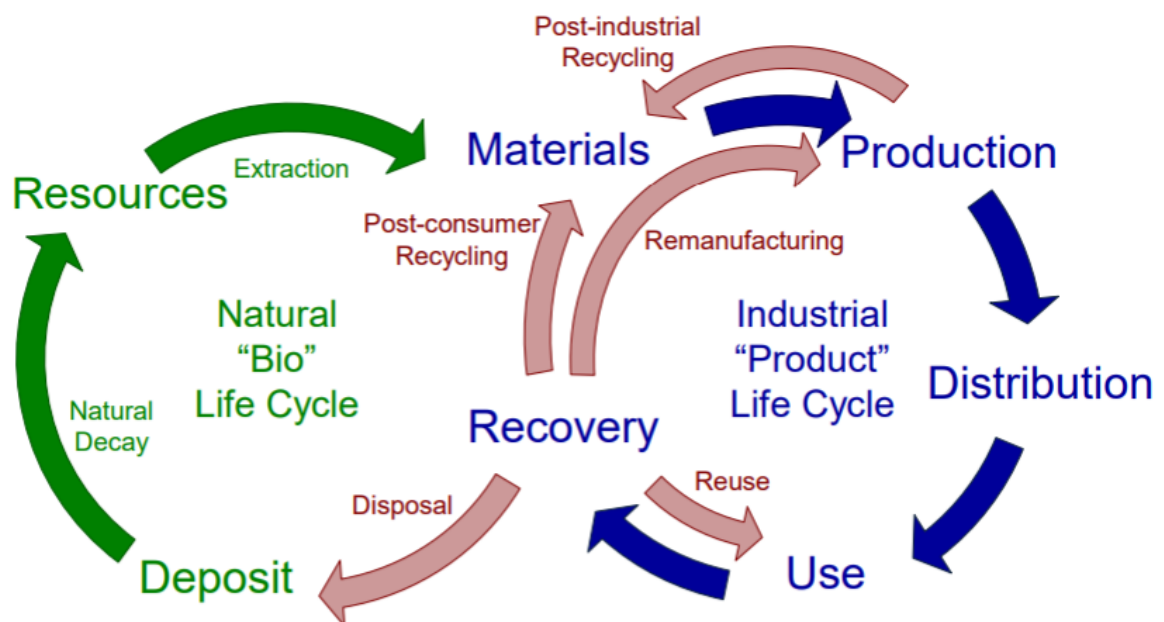 Post-industrial
Recycling
Materials
Production
Extraction
Resources
Post-consumer
Recycling
Remanufacturing
Natural
“Bio”
Life Cycle
Industrial
“Product”
Life Cycle
Distribution
Natural
Decay
Recovery
Reuse
Disposal
Deposit
Use